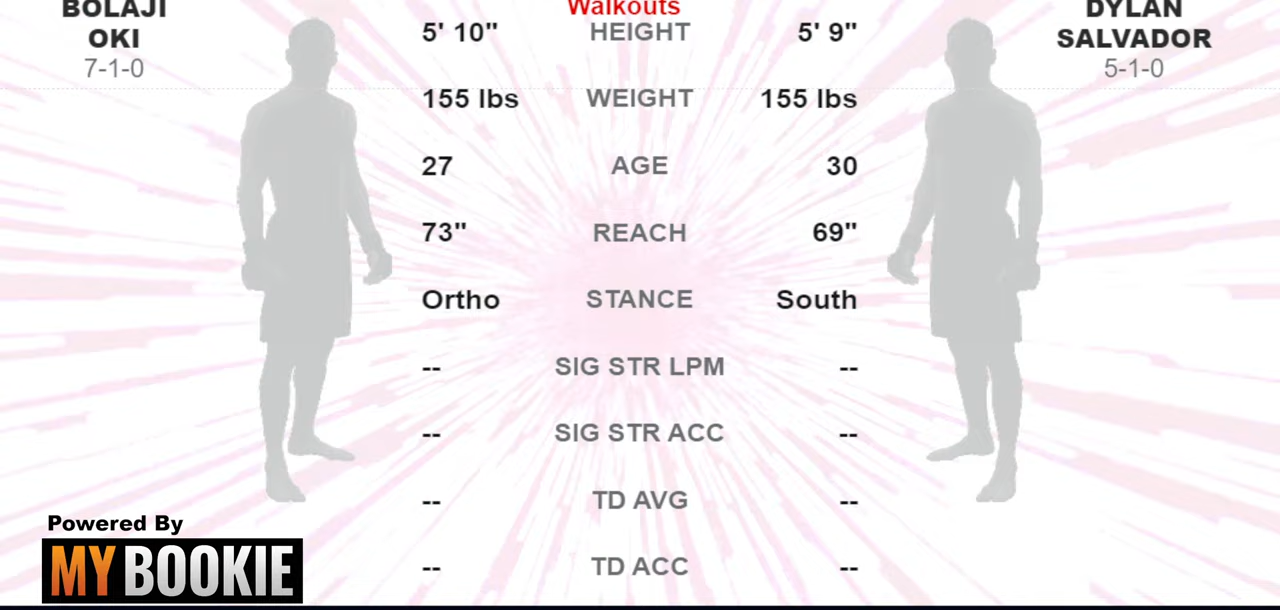 BOLAJI
OKI
7-1-0
Walkouts
DYLAN
SALVADOR
5-1-0
5' 10" HEIGHT 5' 9"
155 lbs WEIGHT 155 lbs
27 AGE 30
73" REACH 69"
Ortho STANCE South
-- SIG STR LPM --
-- SIG STR ACC --
-- TD AVG --
-- TD ACC --
Powered By
MYBOOKIE